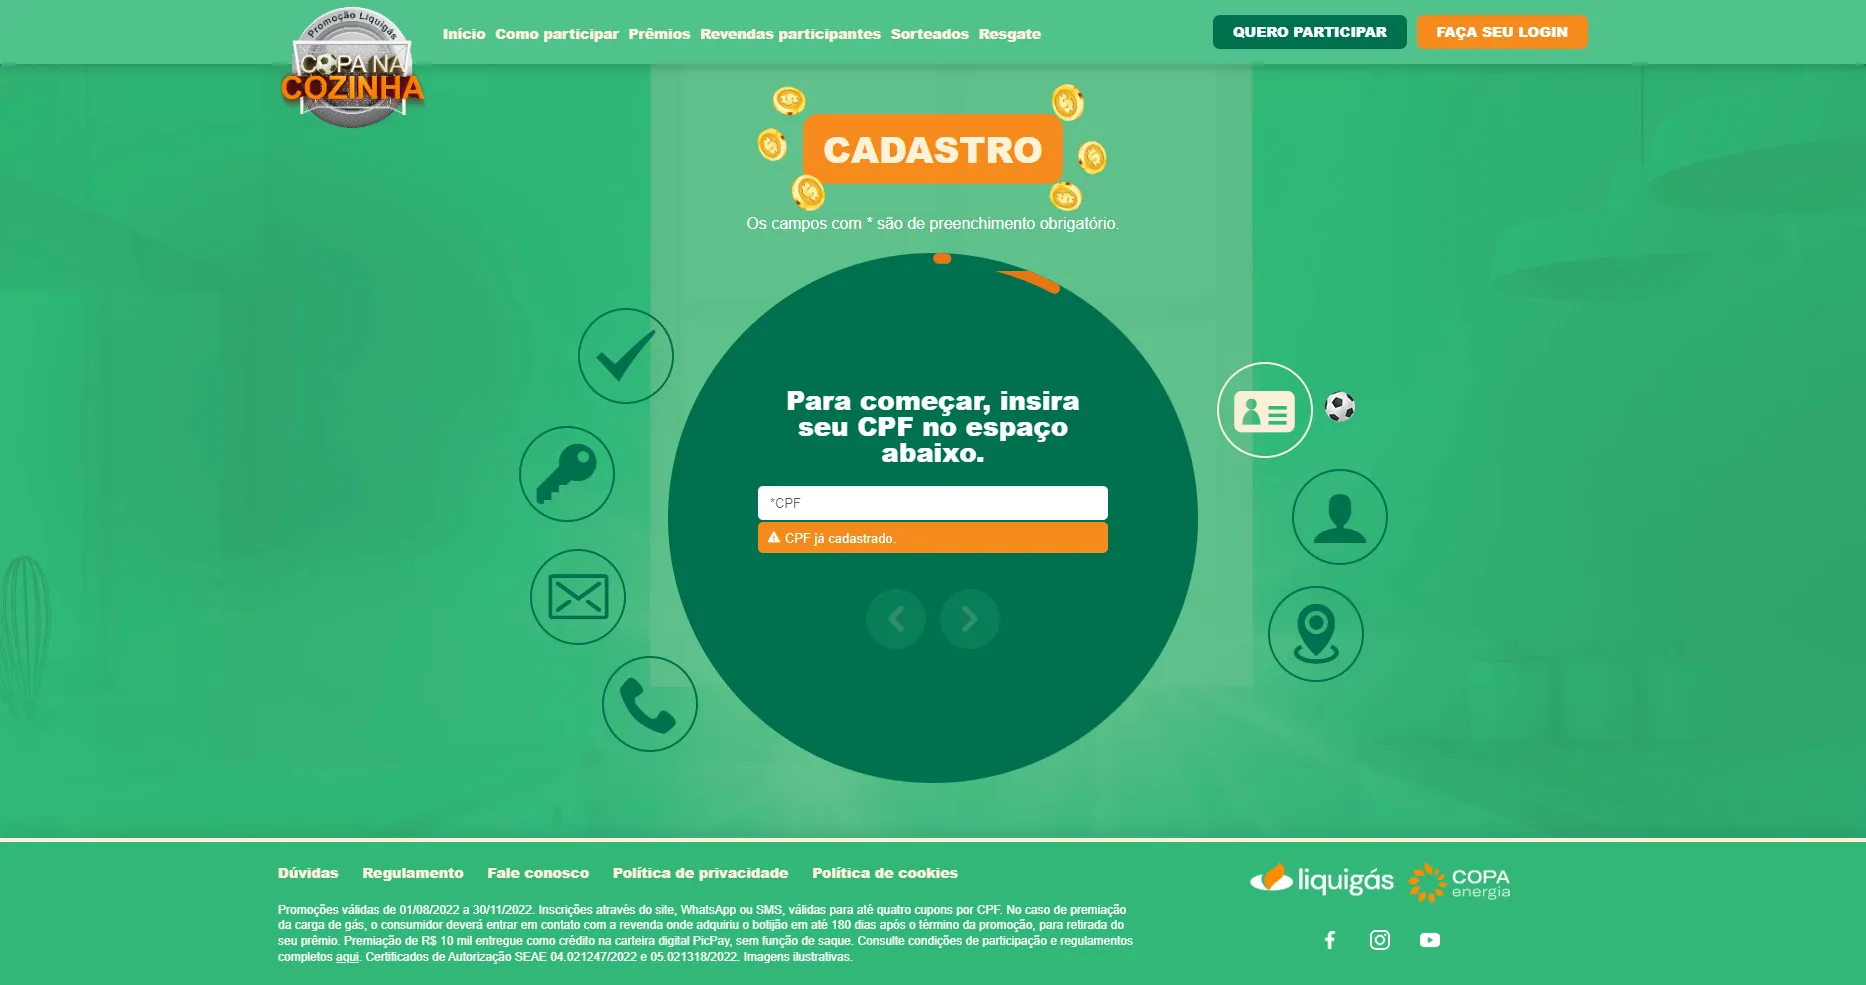 Promoção Liquigás
COPA NA
COZINHA
Início Como participar Prêmios Revendas participantes Sorteados Resgate
QUERO PARTICIPAR
FAÇA SEU LOGIN
CADASTRO
Os campos com * são de preenchimento obrigatório.
Para começar, insira
seu CPF no espaço
abaixo.
*CPF
CPF já cadastrado.
Dúvidas Regulamento Fale conosco Política de privacidade Política de cookies
Promoções válidas de 01/08/2022 a 30/11/2022. Inscrições através do site, WhatsApp ou SMS, válidas para até quatro cupons por CPF. No caso de premiação
da carga de gás, o consumidor deverá entrar em contato com a revenda onde adquiriu o botijão em até 180 dias após o término da promoção, para retirada do
seu prêmio. Premiação de R$ 10 mil entregue como crédito na carteira digital PicPay, sem função de saque. Consulte condições de participação e regulamentos
completos aqui. Certificados de Autorização SEAE 04.021247/2022 e 05.021318/2022. Imagens ilustrativas.
liquigás
COPA
energia